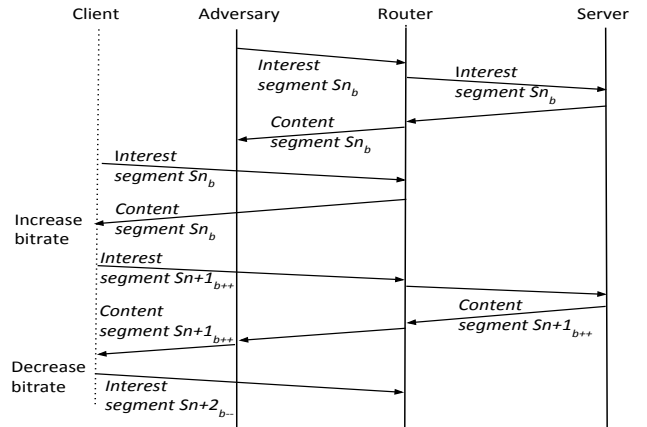 Client Adversary Router Server
Interest
segment Sn_b
Interest
segment Sn_b
Content
segment Sn_b
Interest
segment Sn_b
Content
segment Sn_b
Increase
bitrate
Interest
segment Sn+1_b++
Content
segment Sn+1_b++
Content
segment Sn+1_b++
Decrease
bitrate
Interest
segment Sn+2_b--